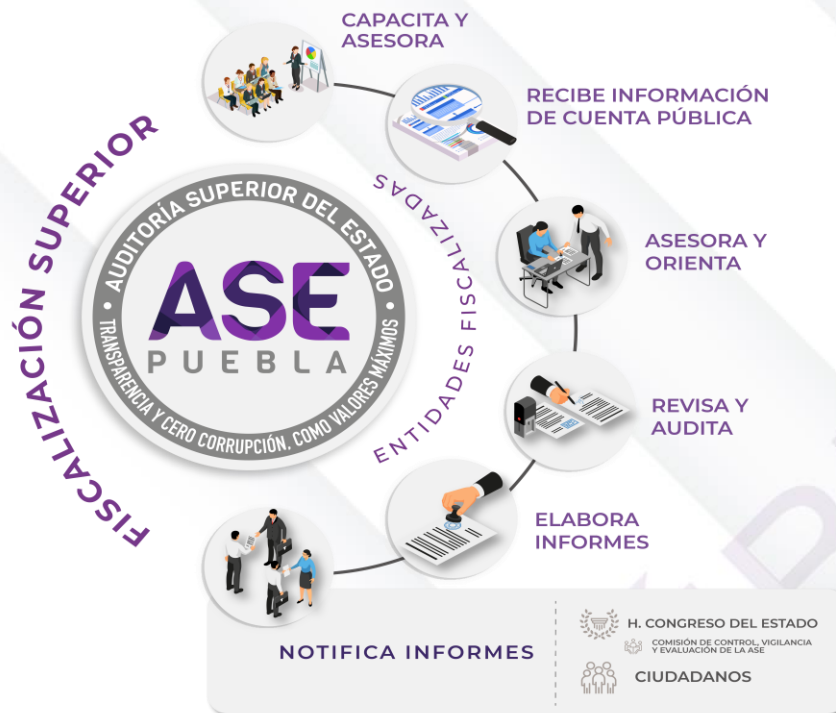 CAPACITA Y
ASESORA
RECIBE INFORMACIÓN
DE CUENTA PÚBLICA
FISCALIZACIÓN SUPERIOR
AUDITORÍA SUPERIOR DEL ESTADO
ASE
PUEBLA
TRANSPARENCIA Y CERO CORRUPCIÓN, COMO VALORES MÁXIMOS
ENTIDADES FISCALIZADAS
ASESORA Y
ORIENTA
REVISA Y
AUDITA
ELABORA
INFORMES
NOTIFICA INFORMES
H. CONGRESO DEL ESTADO
COMISIÓN DE CONTROL, VIGILANCIA
Y EVALUACIÓN DE LA ASE
CIUDADANOS